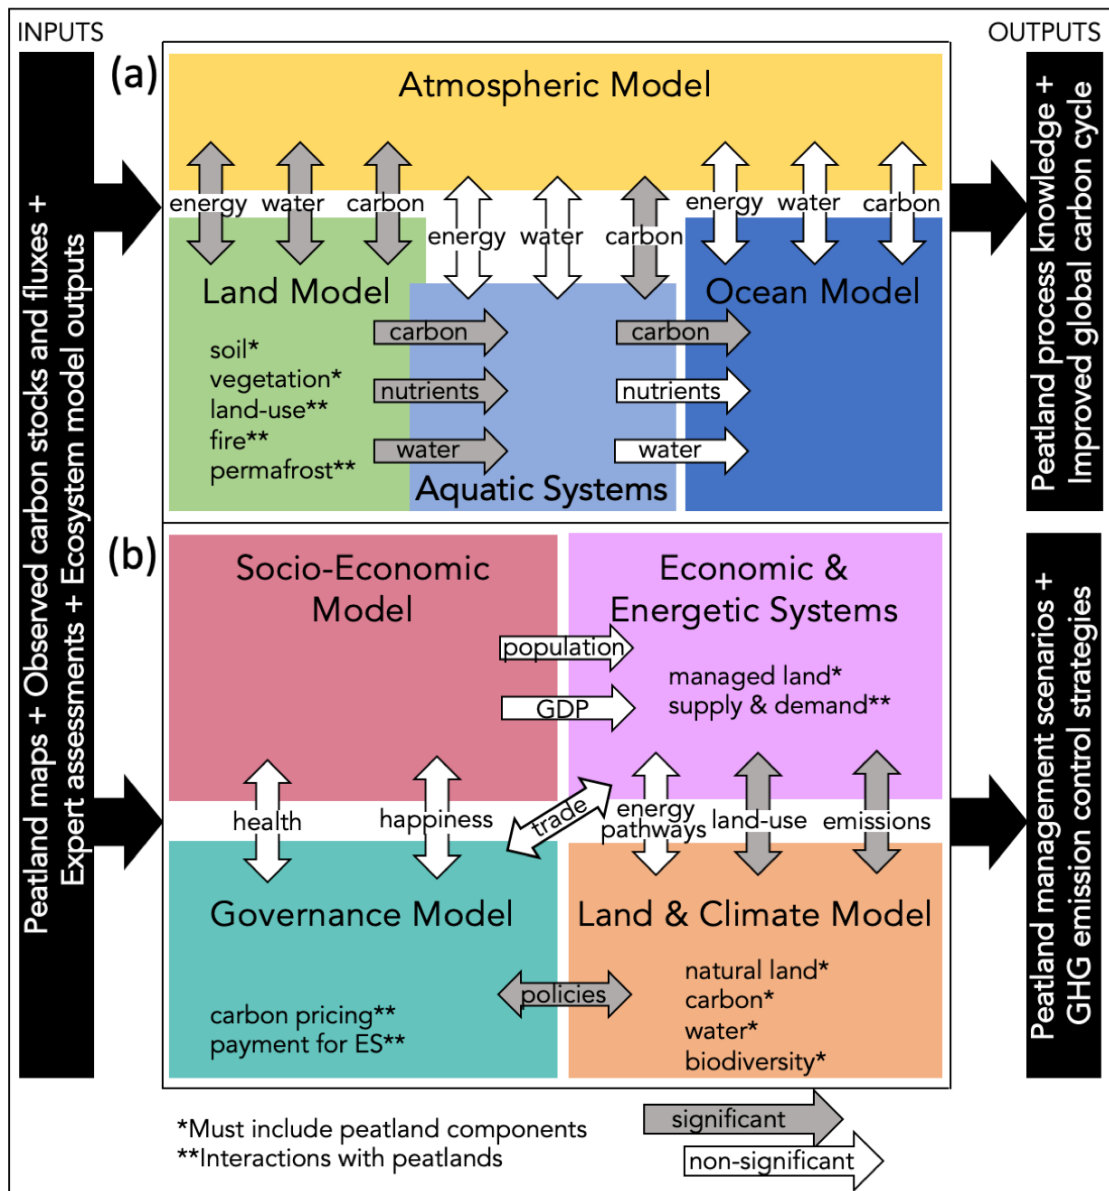 INPUTS
OUTPUTS
Peatland maps + Observed carbon stocks and fluxes +
Expert assessments + Ecosystem model outputs
(a)
Atmospheric Model
energy
water
carbon
energy
water
carbon
energy
water
carbon
Land Model
Ocean Model
soil*
vegetation*
land-use**
fire**
permafrost**
carbon
nutrients
water
carbon
nutrients
water
Aquatic Systems
Peatland process knowledge +
Improved global carbon cycle
(b)
Socio-Economic
Model
Economic &
Energetic Systems
population
GDP
managed land*
supply & demand**
health
happiness
trade
energy
pathways
land-use
emissions
Governance Model
Land & Climate Model
carbon pricing**
payment for ES**
policies
natural land*
carbon*
water*
biodiversity*
Peatland management scenarios +
GHG emission control strategies
*Must include peatland components
**Interactions with peatlands
significant
non-significant